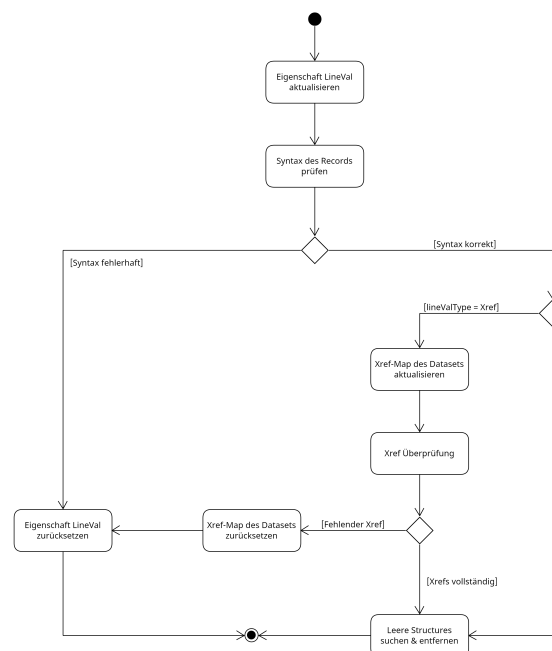 Eigenschaft LineVal
aktualisieren
Syntax des Records
prüfen
[Syntax korrekt]
[Syntax fehlerhaft]
[lineValType = Xref]
Xref-Map des Datasets
aktualisieren
Xref Überprüfung
Eigenschaft LineVal
zurücksetzen
Xref-Map des Datasets
zurücksetzen
[Fehlender Xref]
[Xrefs vollständig]
Leere Structures
suchen & entfernen